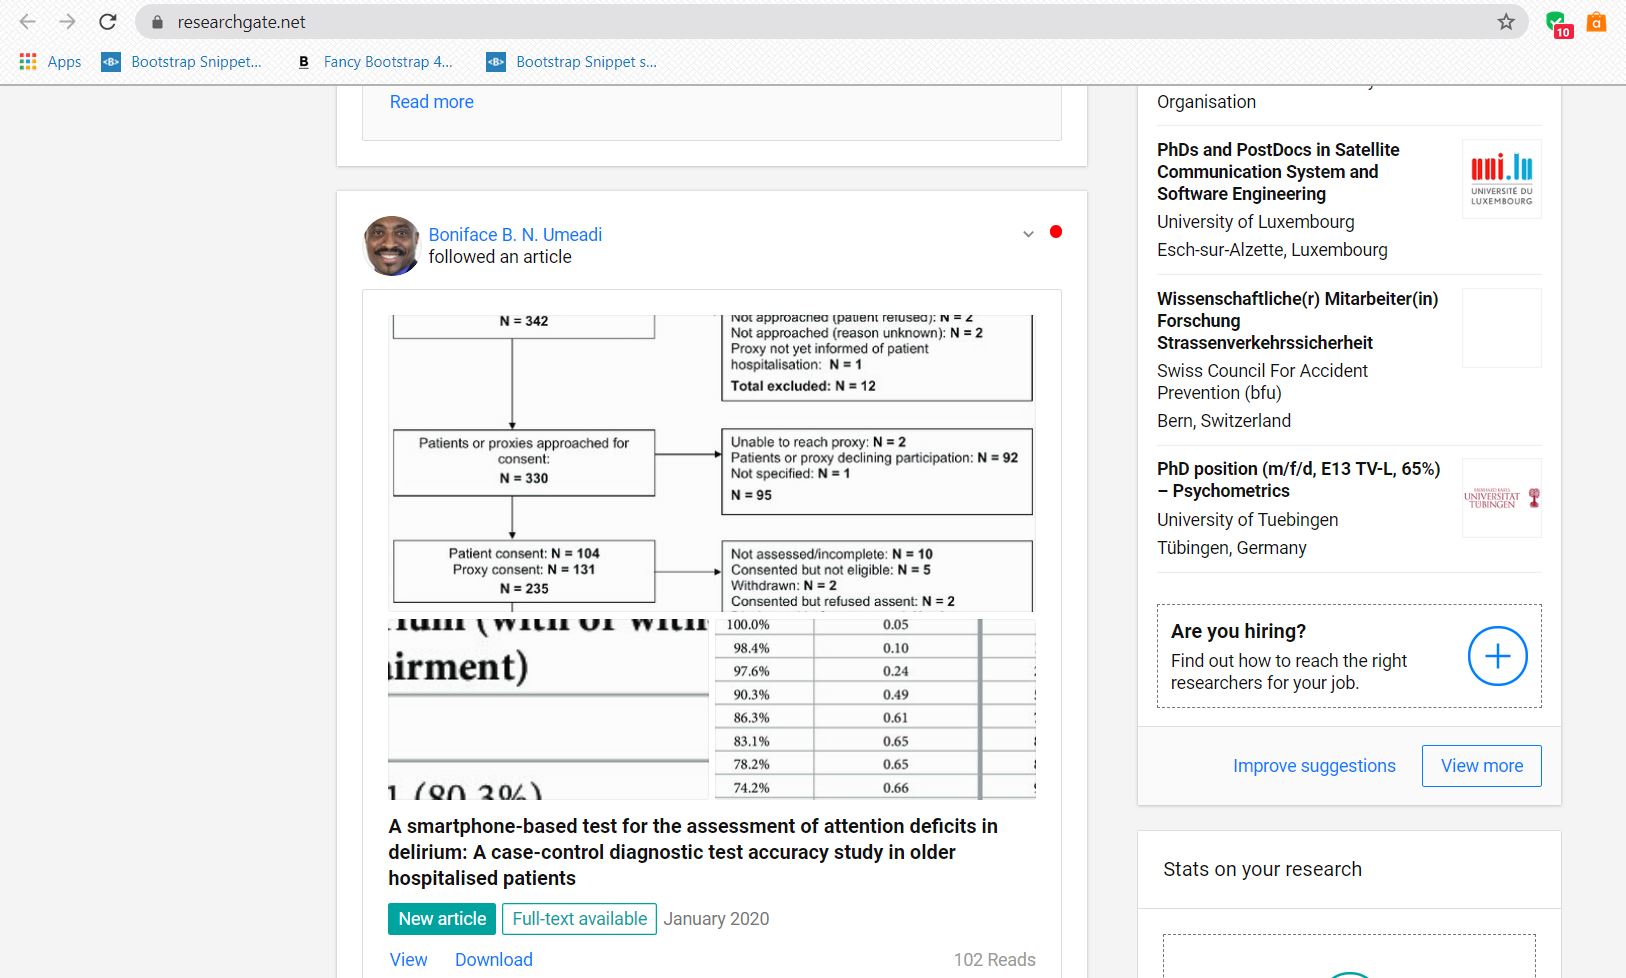 researchgate.net
10
a
Apps
Bootstrap Snippet...
B
Fancy Bootstrap 4...
Bootstrap Snippet s...
Read more
Boniface B. N. Umeadi
followed an article
N = 342
Not approached (patient refused): N = 2
Not approached (reason unknown): N = 2
Proxy not yet informed of patient
hospitalisation: N = 1
Total excluded: N = 12
Patients or proxies approached for
consent:
N = 330
Unable to reach proxy: N = 2
Patients or proxy declining participation: N = 92
Not specified: N = 1
N = 95
Patient consent: N = 104
Proxy consent: N = 131
N = 235
Not assessed/incomplete: N = 10
Consented but not eligible: N = 5
Withdrawn: N = 2
Consented but refused assent: N = 2
irment)
(80.3%)
100.0% 0.05
98.4% 0.10
97.6% 0.24
90.3% 0.49
86.3% 0.61
83.1% 0.65
78.2% 0.65
74.2% 0.66
A smartphone-based test for the assessment of attention deficits in
delirium: A case-control diagnostic test accuracy study in older
hospitalised patients
New article Full-text available January 2020
View Download 102 Reads
Organisation
PhDs and PostDocs in Satellite
Communication System and
Software Engineering
University of Luxembourg
Esch-sur-Alzette, Luxembourg
uni.lu
UNIVERSITÉ DU
LUXEMBOURG
Wissenschaftliche(r) Mitarbeiter(in)
Forschung
Strassenverkehrssicherheit
Swiss Council For Accident
Prevention (bfu)
Bern, Switzerland
PhD position (m/f/d, E13 TV-L, 65%)
– Psychometrics
University of Tuebingen
Tübingen, Germany
EBERHARD KARLS
UNIVERSITÄT
TÜBINGEN
Are you hiring?
Find out how to reach the right
researchers for your job.
Improve suggestions
View more
Stats on your research